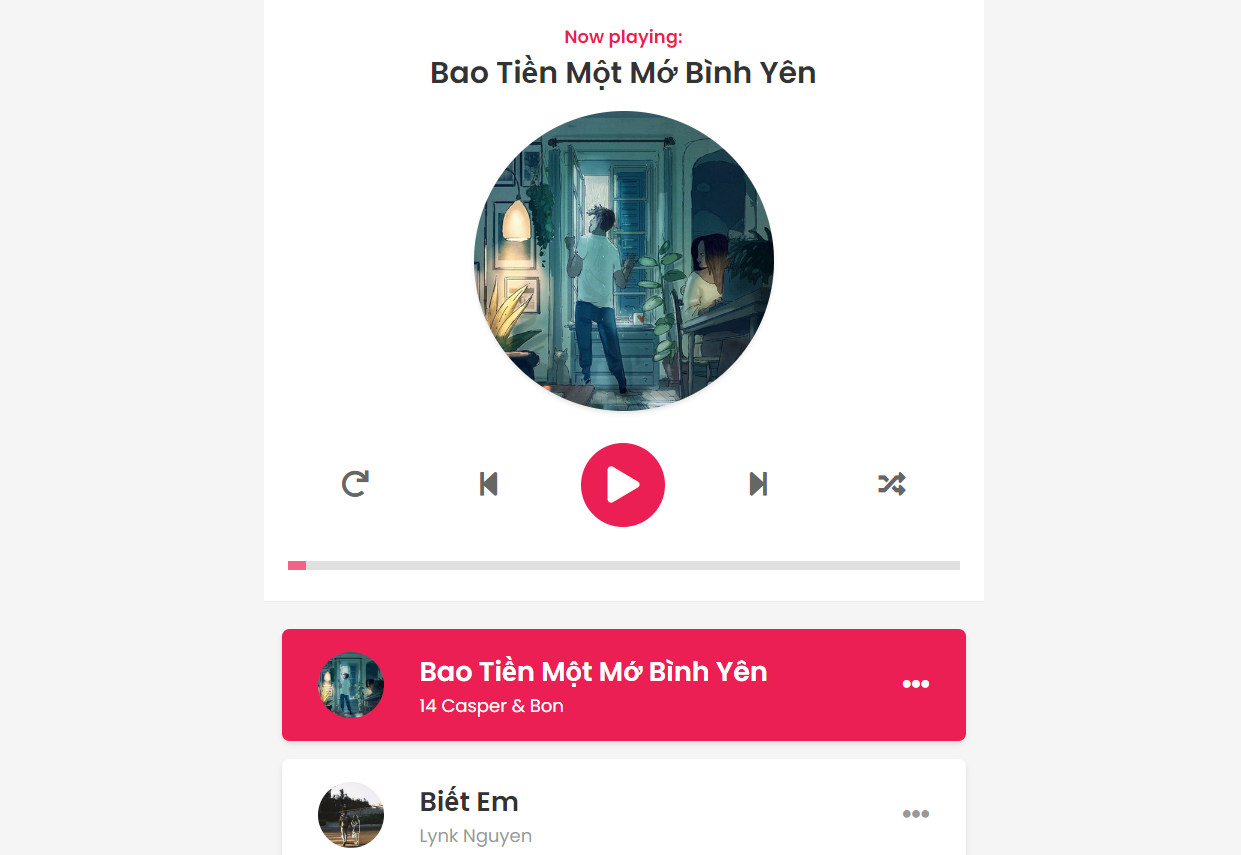 Now playing:
Bao Tiền Một Mớ Bình Yên
Bao Tiền Một Mớ Bình Yên
14 Casper & Bon
Biết Em
Lynk Nguyen